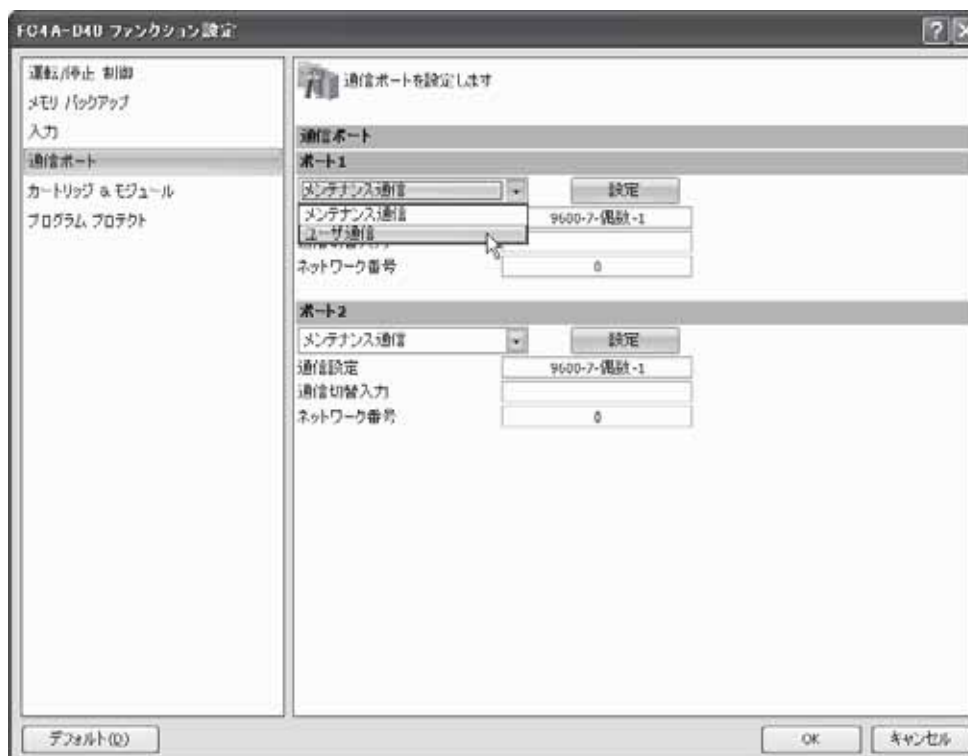 FC4A-D40 ファンクション設定
運転/停止 制御
メモリ バックアップ
入力
通信ポート
カートリッジ & モジュール
プログラム プロテクト
通信ポートを設定します
通信ポート
ポート1
メンテナンス通信
設定
メンテナンス通信
9600-7-偶数-1
ユーザ通信
ネットワーク番号
0
ポート2
メンテナンス通信
設定
通信設定
9600-7-偶数-1
通信切替入力
ネットワーク番号
0
デフォルト(D)
OK
キャンセル